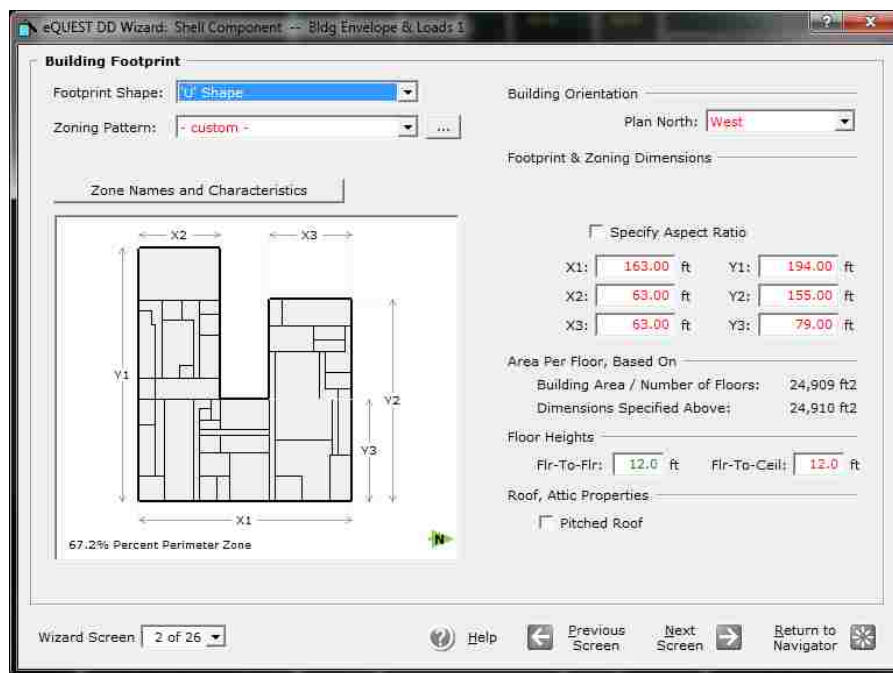 eQUEST DD Wizard: Shell Component -- Bldg Envelope & Loads 1
Building Footprint
Footprint Shape: 'U' Shape
Zoning Pattern: - custom - ...
Zone Names and Characteristics
X2 X3
Y1
Y2
Y3
X1
67.2% Percent Perimeter Zone
N
Building Orientation
Plan North: West
Footprint & Zoning Dimensions
Specify Aspect Ratio
X1: 163.00 ft Y1: 194.00 ft
X2: 63.00 ft Y2: 155.00 ft
X3: 63.00 ft Y3: 79.00 ft
Area Per Floor, Based On
Building Area / Number of Floors: 24,909 ft2
Dimensions Specified Above: 24,910 ft2
Floor Heights
Flr-To-Flr: 12.0 ft Flr-To-Ceil: 12.0 ft
Roof, Attic Properties
Pitched Roof
Wizard Screen 2 of 26
? Help
Previous Screen
Next Screen
Return to Navigator